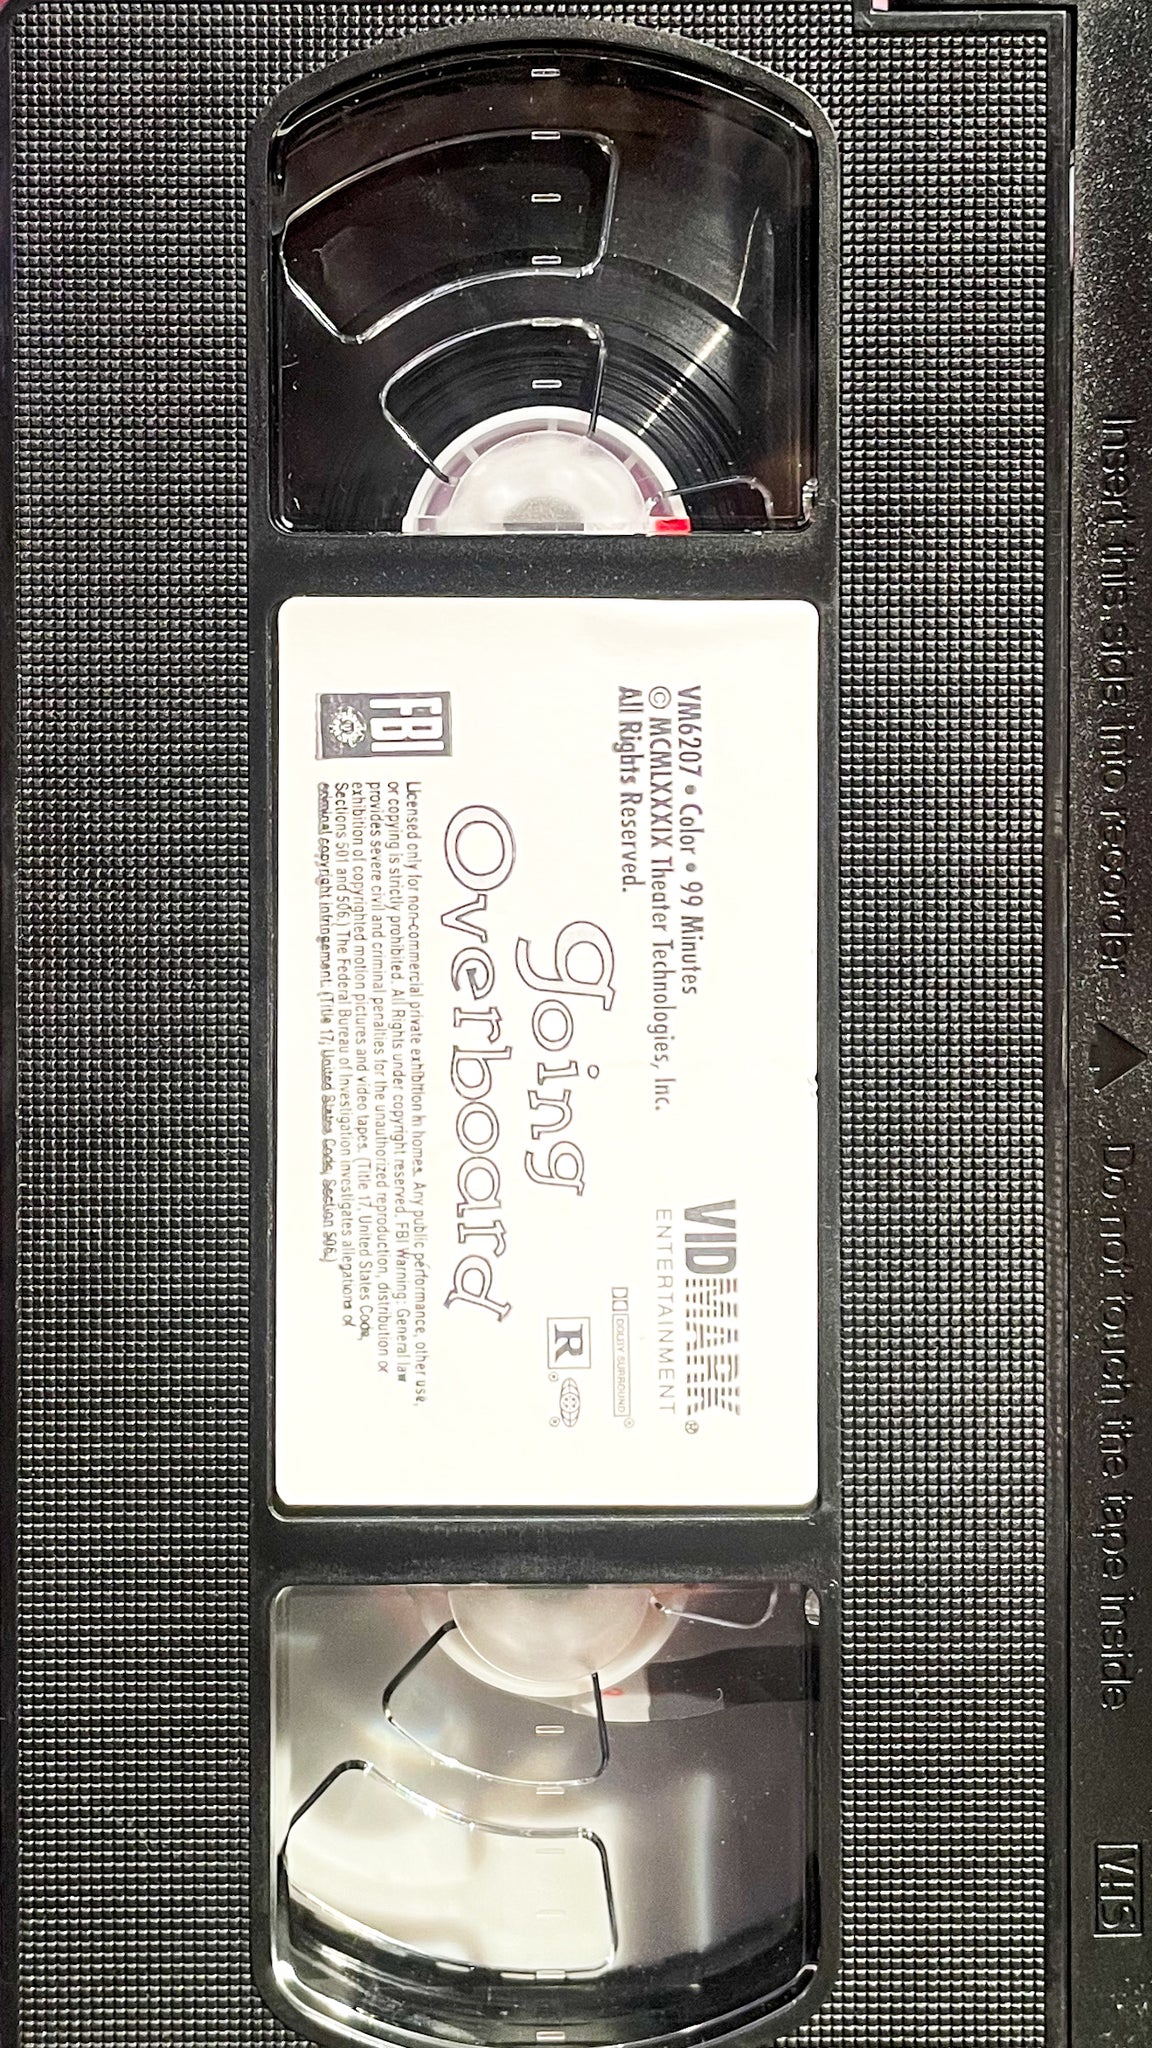 Insert this side into recorder ▲ ▲ Do not touch the tape inside
VHS
VM6207 • Color • 99 Minutes
© MCMLXXXIX Theater Technologies, Inc.
All Rights Reserved.
VIDMARK®
ENTERTAINMENT
DOLBY SURROUND ®
going
Overboard
R ® ®
FBI
Licensed only for non-commercial private exhibition in homes. Any public performance, other use,
or copying is strictly prohibited. All Rights under copyright reserved. FBI Warning: General law
provides severe civil and criminal penalties for the unauthorized reproduction, distribution or
exhibition of copyrighted motion pictures and video tapes. (Title 17, United States Code,
Sections 501 and 506.) The Federal Bureau of Investigation investigates allegations of
criminal copyright infringement. (Title 17, United States Code, Section 506.)